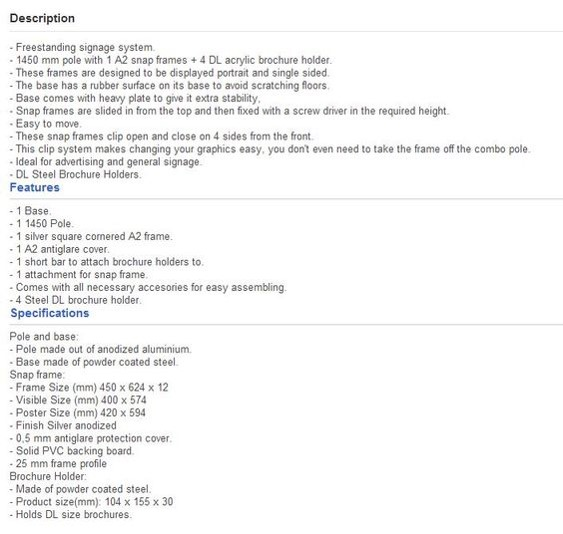 Description
- Freestanding signage system.
- 1450 mm pole with 1 A2 snap frames + 4 DL acrylic brochure holder.
- These frames are designed to be displayed portrait and single sided.
- The base has a rubber surface on its base to avoid scratching floors.
- Base comes with heavy plate to give it extra stability,
- Snap frames are slided in from the top and then fixed with a screw driver in the required height.
- Easy to move.
- These snap frames clip open and close on 4 sides from the front.
- This clip system makes changing your graphics easy, you don't even need to take the frame off the combo pole.
- Ideal for advertising and general signage.
- DL Steel Brochure Holders.
Features
- 1 Base.
- 1 1450 Pole.
- 1 silver square cornered A2 frame.
- 1 A2 antiglare cover.
- 1 short bar to attach brochure holders to.
- 1 attachment for snap frame.
- Comes with all necessary accesories for easy assembling.
- 4 Steel DL brochure holder.
Specifications
Pole and base:
- Pole made out of anodized aluminium.
- Base made of powder coated steel.
Snap frame:
- Frame Size (mm) 450 x 624 x 12
- Visible Size (mm) 400 x 574
- Poster Size (mm) 420 x 594
- Finish Silver anodized
- 0,5 mm antiglare protection cover.
- Solid PVC backing board.
- 25 mm frame profile
Brochure Holder:
- Made of powder coated steel.
- Product size(mm): 104 x 155 x 30
- Holds DL size brochures.